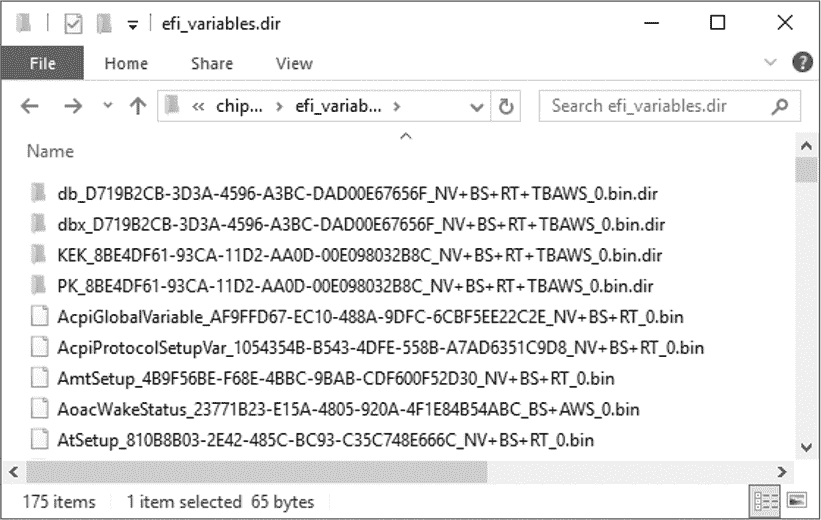 efi_variables.dir
File Home Share View
« chip... > efi_variab... > Search efi_variables.dir
Name
db_D719B2CB-3D3A-4596-A3BC-DAD00E67656F_NV+BS+RT+TBAWS_0.bin.dir
dbx_D719B2CB-3D3A-4596-A3BC-DAD00E67656F_NV+BS+RT+TBAWS_0.bin.dir
KEK_8BE4DF61-93CA-11D2-AA0D-00E098032B8C_NV+BS+RT+TBAWS_0.bin.dir
PK_8BE4DF61-93CA-11D2-AA0D-00E098032B8C_NV+BS+RT+TBAWS_0.bin.dir
AcpiGlobalVariable_AF9FFD67-EC10-488A-9DFC-6CBF5EE22C2E_NV+BS+RT_0.bin
AcpiProtocolSetupVar_1054354B-B543-4DFE-558B-A7AD6351C9D8_NV+BS+RT_0.bin
AmtSetup_4B9F56BE-F68E-4BBC-9BAB-CDF600F52D30_NV+BS+RT_0.bin
AoacWakeStatus_23771B23-E15A-4805-920A-4F1E84B54ABC_BS+AWS_0.bin
AtSetup_810B8B03-2E42-485C-BC93-C35C748E666C_NV+BS+RT_0.bin
175 items 1 item selected 65 bytes